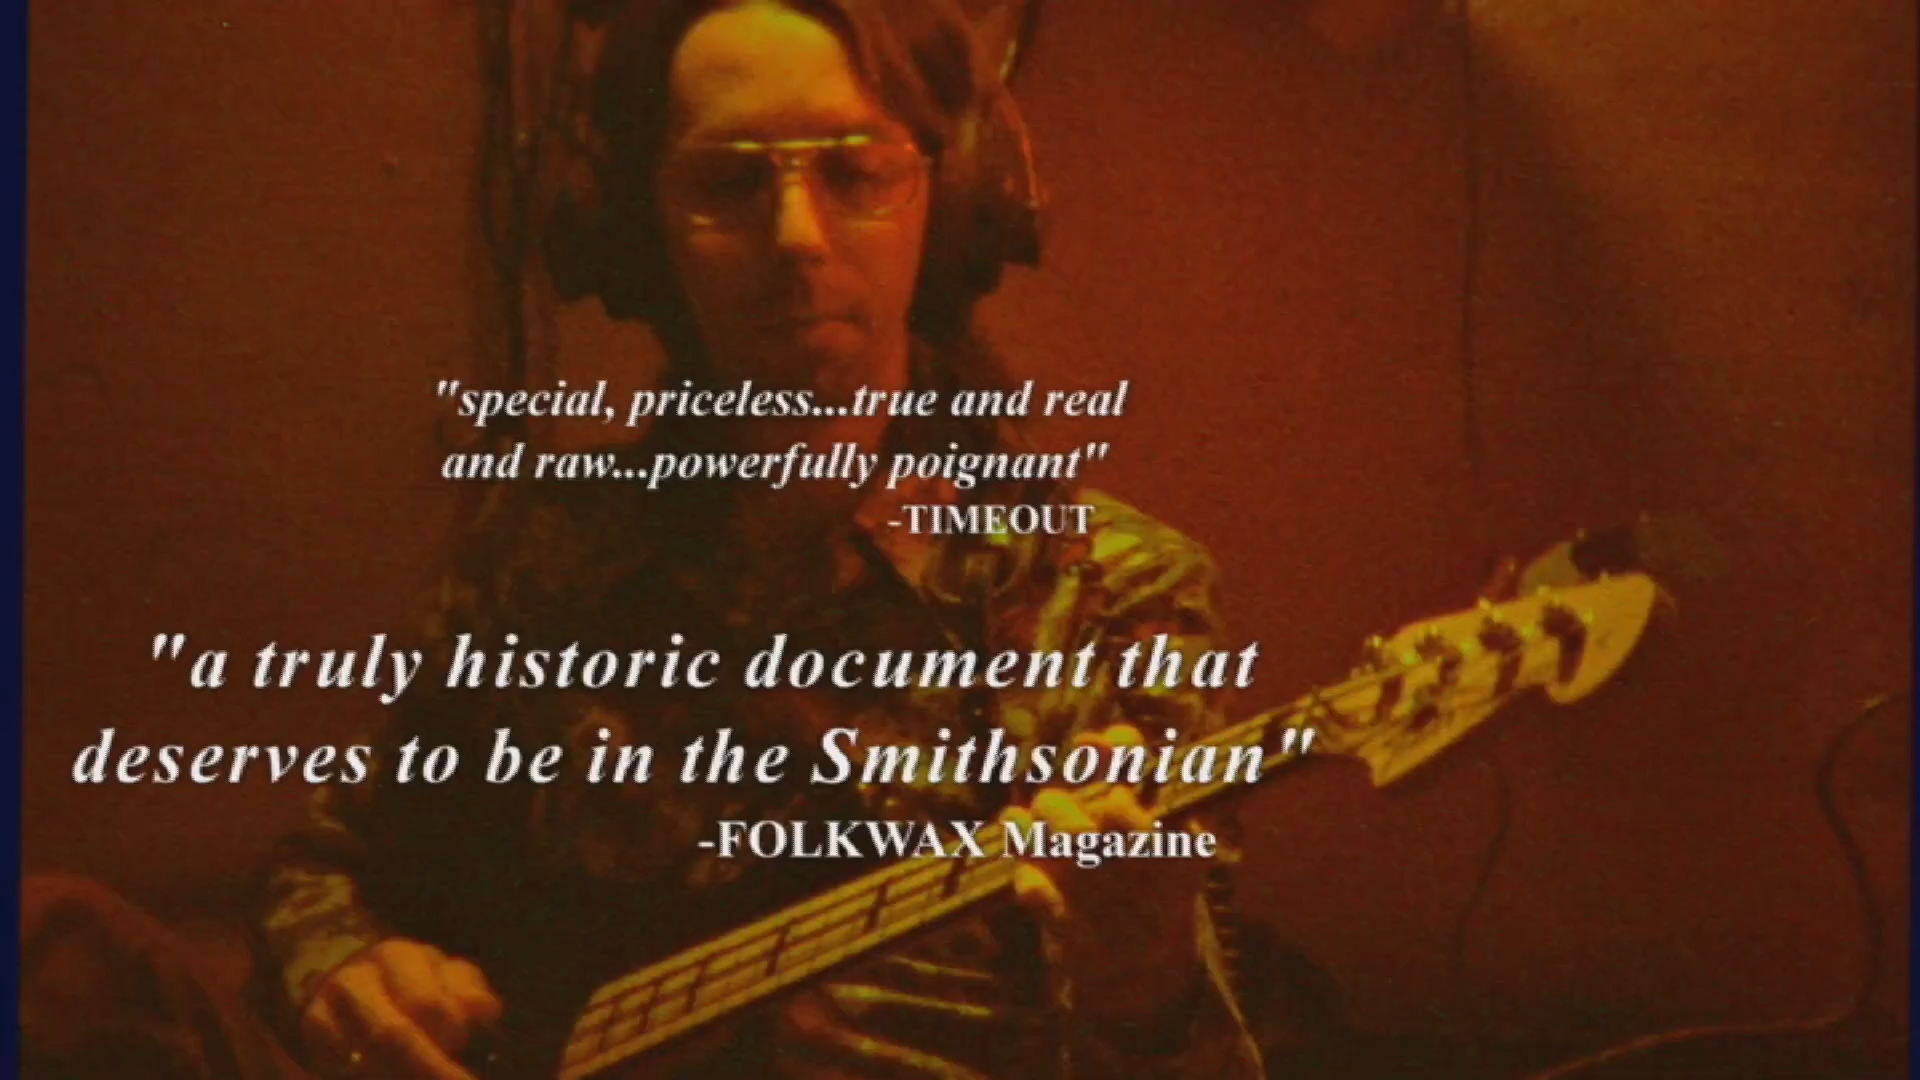 "special, priceless...true and real
and raw...powerfully poignant"
-TIMEOUT
"a truly historic document that
deserves to be in the Smithsonian"
-FOLKWAX Magazine